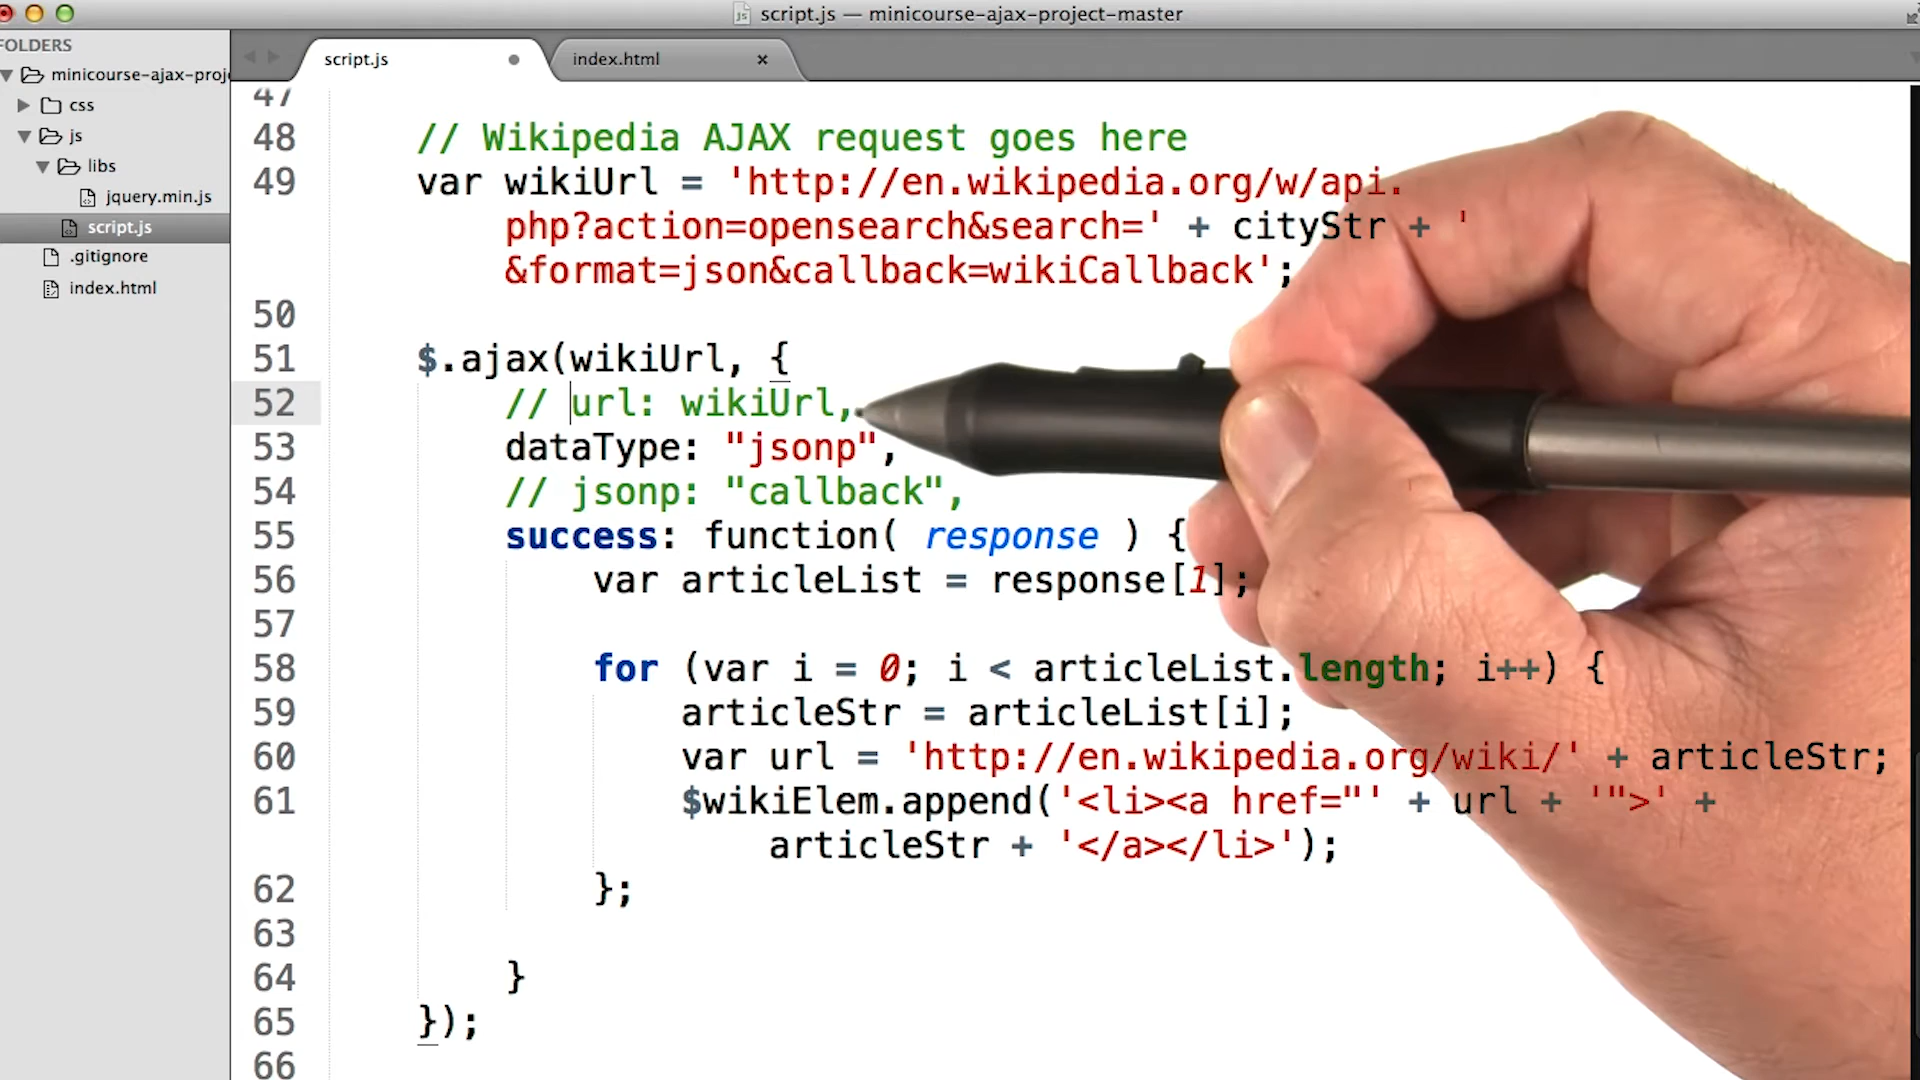 script.js — minicourse-ajax-project-master
FOLDERS
minicourse-ajax-proj
css
js
libs
jquery.min.js
script.js
.gitignore
index.html
script.js
index.html
47
48 // Wikipedia AJAX request goes here
49 var wikiUrl = 'http://en.wikipedia.org/w/api.
php?action=opensearch&search=' + cityStr + '
&format=json&callback=wikiCallback';
50
51 $.ajax(wikiUrl, {
52 // url: wikiUrl,
53 dataType: "jsonp",
54 // jsonp: "callback",
55 success: function( response ) {
56 var articleList = response[1];
57
58 for (var i = 0; i < articleList.length; i++) {
59 articleStr = articleList[i];
60 var url = 'http://en.wikipedia.org/wiki/' + articleStr;
61 $wikiElem.append('<li><a href="' + url + '">' +
articleStr + '</a></li>');
62 };
63
64 }
65 });
66